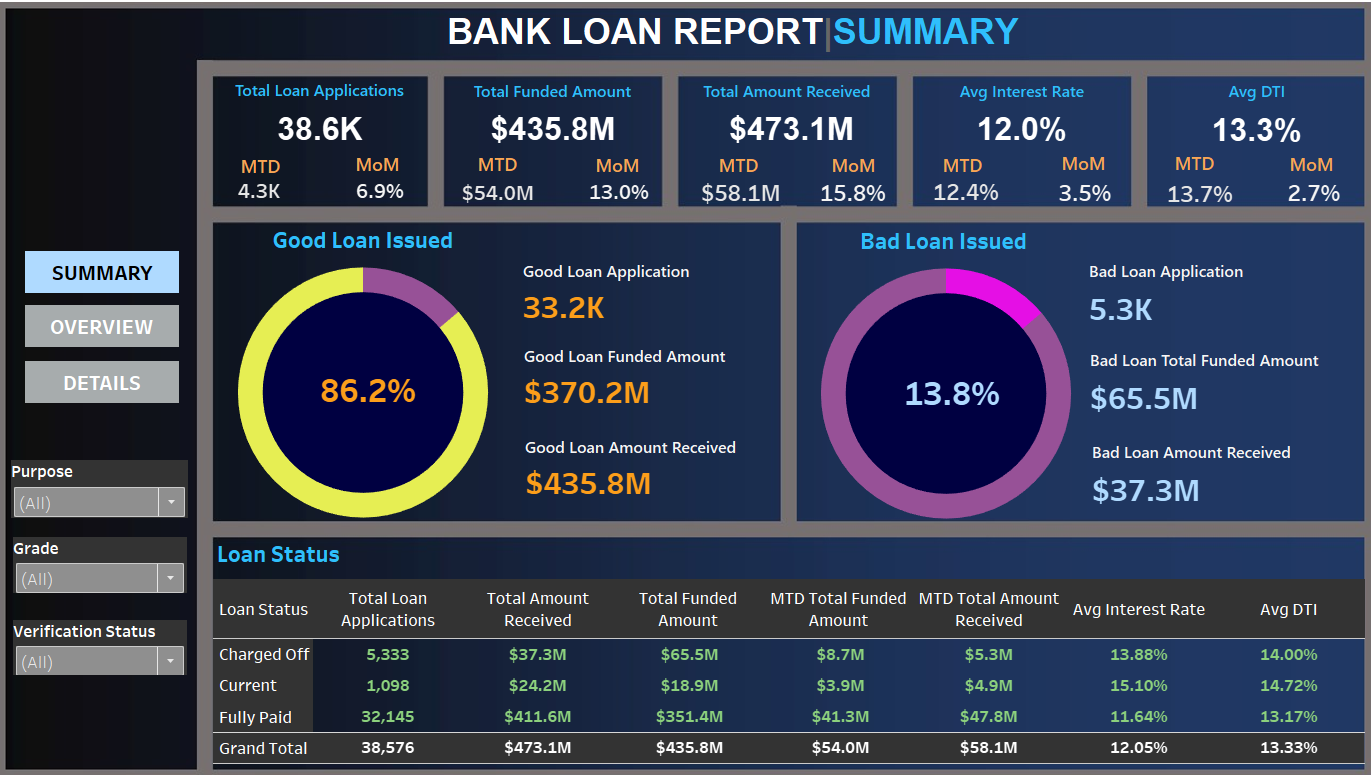 BANK LOAN REPORT|SUMMARY
Total Loan Applications
38.6K
MTD MoM
4.3K 6.9%
Total Funded Amount
$435.8M
MTD MoM
$54.0M 13.0%
Total Amount Received
$473.1M
MTD MoM
$58.1M 15.8%
Avg Interest Rate
12.0%
MTD MoM
12.4% 3.5%
Avg DTI
13.3%
MTD MoM
13.7% 2.7%
SUMMARY
OVERVIEW
DETAILS
Purpose
(All)
Grade
(All)
Verification Status
(All)
Good Loan Issued
86.2%
Good Loan Application
33.2K
Good Loan Funded Amount
$370.2M
Good Loan Amount Received
$435.8M
Bad Loan Issued
13.8%
Bad Loan Application
5.3K
Bad Loan Total Funded Amount
$65.5M
Bad Loan Amount Received
$37.3M
Loan Status
Loan Status Total Loan Applications Total Amount Received Total Funded Amount MTD Total Funded Amount MTD Total Amount Received Avg Interest Rate Avg DTI
Charged Off 5,333 $37.3M $65.5M $8.7M $5.3M 13.88% 14.00%
Current 1,098 $24.2M $18.9M $3.9M $4.9M 15.10% 14.72%
Fully Paid 32,145 $411.6M $351.4M $41.3M $47.8M 11.64% 13.17%
Grand Total 38,576 $473.1M $435.8M $54.0M $58.1M 12.05% 13.33%